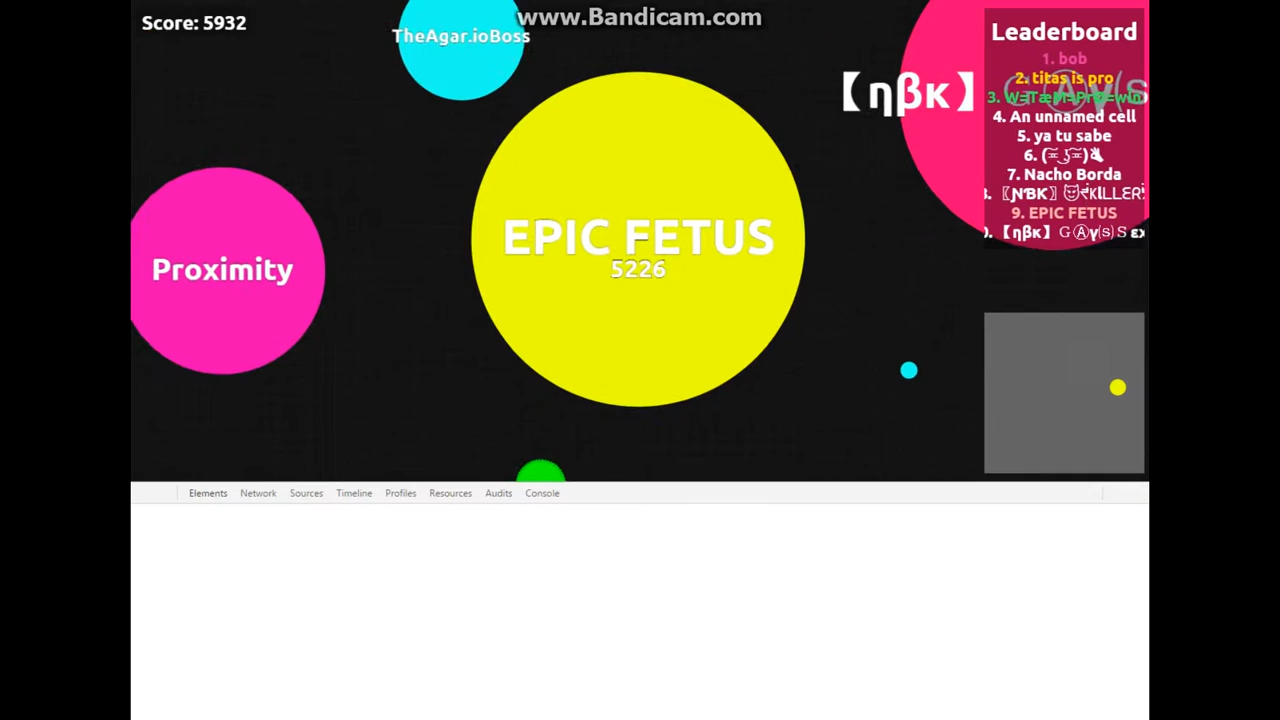 Score: 5932
www.Bandicam.com
TheAgar.ioBoss
EPIC FETUS
5226
Proximity
【ηβκ】
Leaderboard
1. bob
2. titas is pro
4. An unnamed cell
5. ya tu sabe
7. Nacho Borda
9. EPIC FETUS
Elements Network Sources Timeline Profiles Resources Audits Console